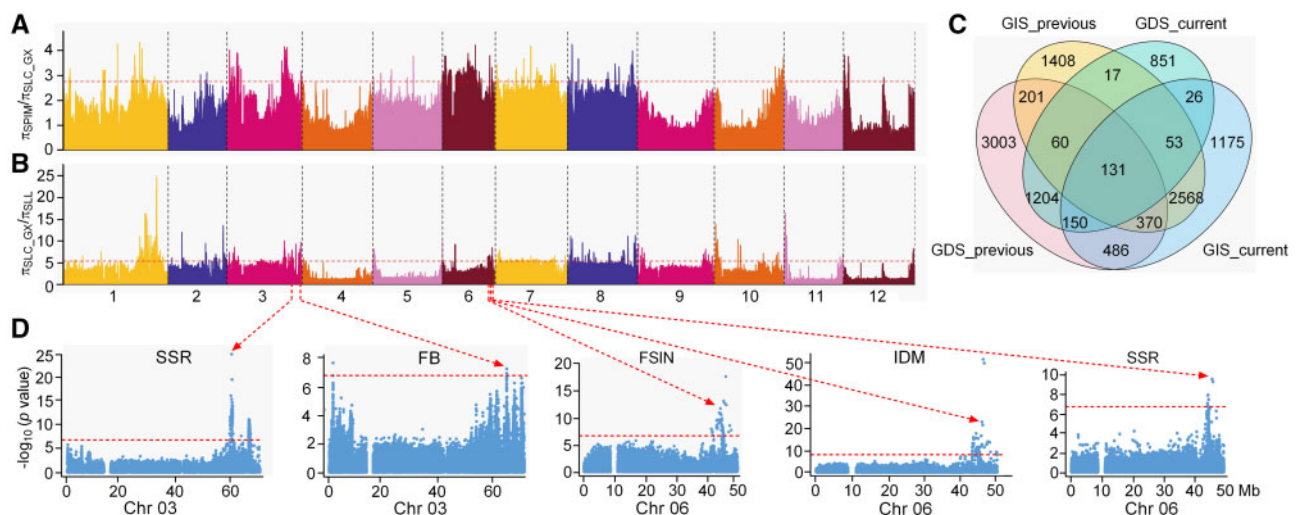 A
πSPIM/πSLC_GX
4
3
2
1
0
B
πSLC_GX/πSLL
25
20
15
10
5
0
1 2 3 4 5 6 7 8 9 10 11 12
C
GIS_previous GDS_current
1408 17 851
201 26
3003 60 53 1175
131
1204 2568
150 370
486
GDS_previous GIS_current
D
-log10 (p value)
SSR
25
20
15
10
5
0
0 20 40 60
Chr 03
FB
8
6
4
2
0
0 20 40 60
Chr 03
FSIN
20
15
10
5
0
0 10 20 30 40 50
Chr 06
IDM
50
40
30
20
10
0
0 10 20 30 40 50
Chr 06
SSR
10
8
6
4
2
0
0 10 20 30 40 50 Mb
Chr 06